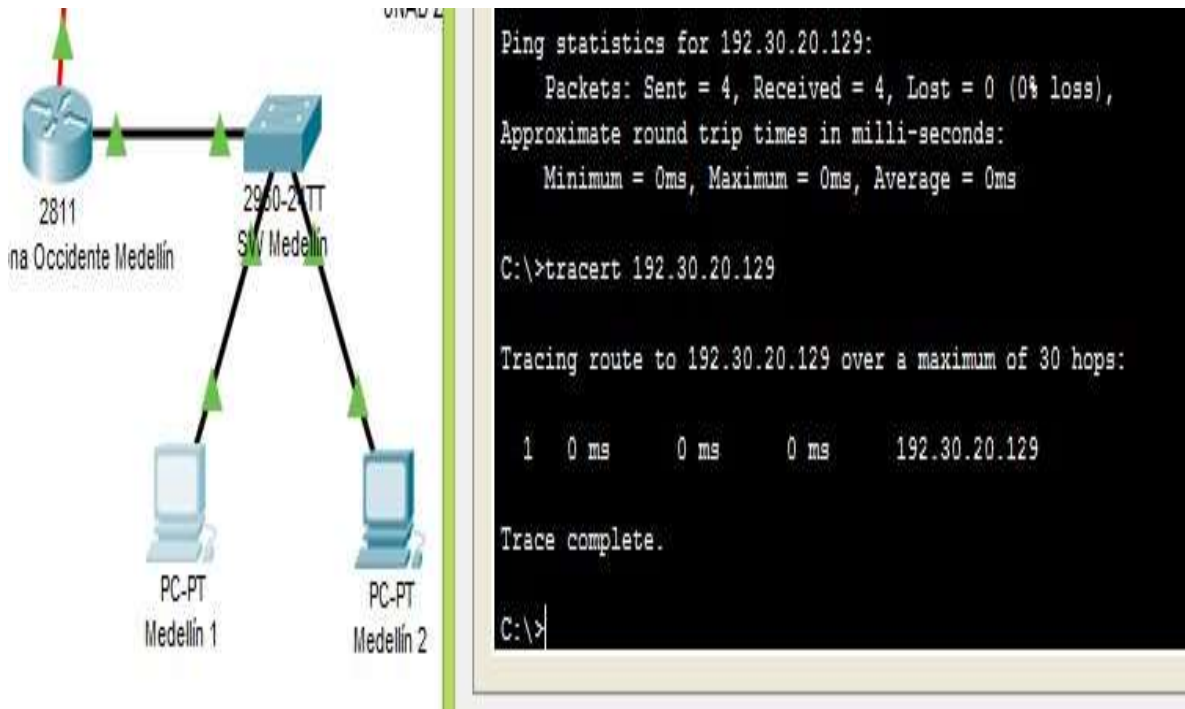 2811
na Occidente Medellín
2950-24TT
SW Medellín
PC-PT
Medellín 1
PC-PT
Medellín 2
Ping statistics for 192.30.20.129:
Packets: Sent = 4, Received = 4, Lost = 0 (0% loss),
Approximate round trip times in milli-seconds:
Minimum = 0ms, Maximum = 0ms, Average = 0ms
C:\>tracert 192.30.20.129
Tracing route to 192.30.20.129 over a maximum of 30 hops:
1 0 ms 0 ms 0 ms 192.30.20.129
Trace complete.
C:\>